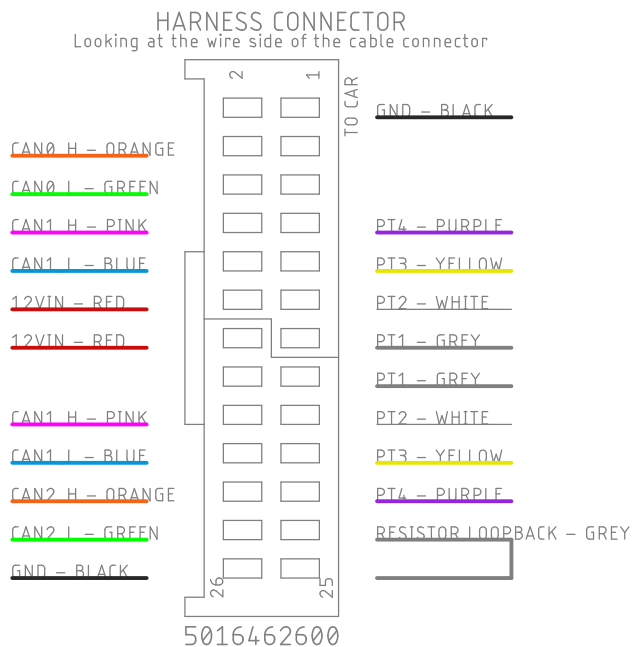 HARNESS CONNECTOR
Looking at the wire side of the cable connector
2 1
TO CAR
GND - BLACK
CAN0 H - ORANGE
CAN0 L - GREEN
CAN1 H - PINK
PT4 - PURPLE
CAN1 L - BLUE
PT3 - YELLOW
12VIN - RED
PT2 - WHITE
12VIN - RED
PT1 - GREY
PT1 - GREY
CAN1 H - PINK
PT2 - WHITE
CAN1 L - BLUE
PT3 - YELLOW
CAN2 H - ORANGE
PT4 - PURPLE
CAN2 L - GREEN
RESISTOR LOOPBACK - GREY
GND - BLACK
26 25
5016462600